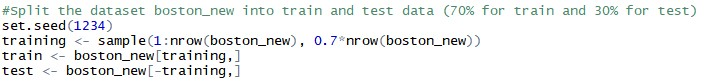 #Split the dataset boston_new into train and test data (70% for train and 30% for test)
set.seed(1234)
training <- sample(1:nrow(boston_new), 0.7*nrow(boston_new))
train <- boston_new[training,]
test <- boston_new[-training,]